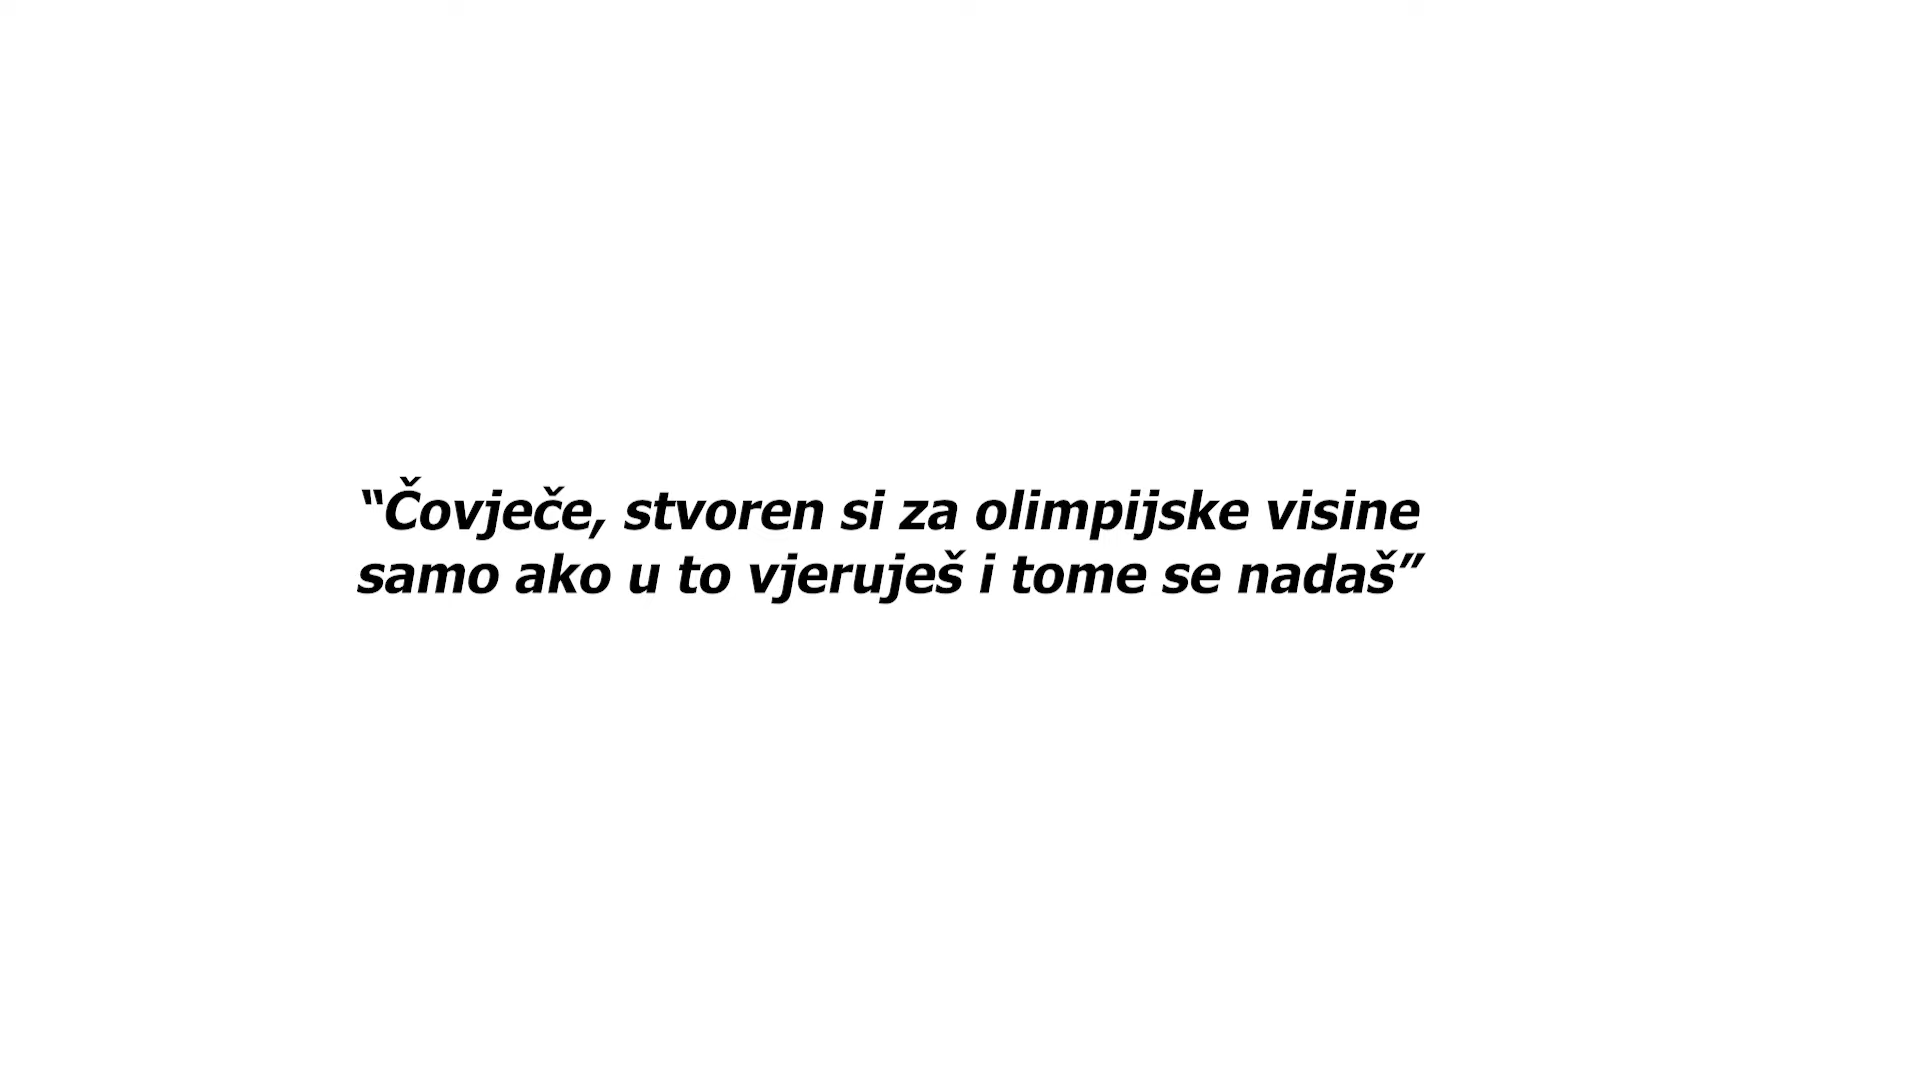 “Čovječe, stvoren si za olimpijske visine
samo ako u to vjeruješ i tome se nadaš”